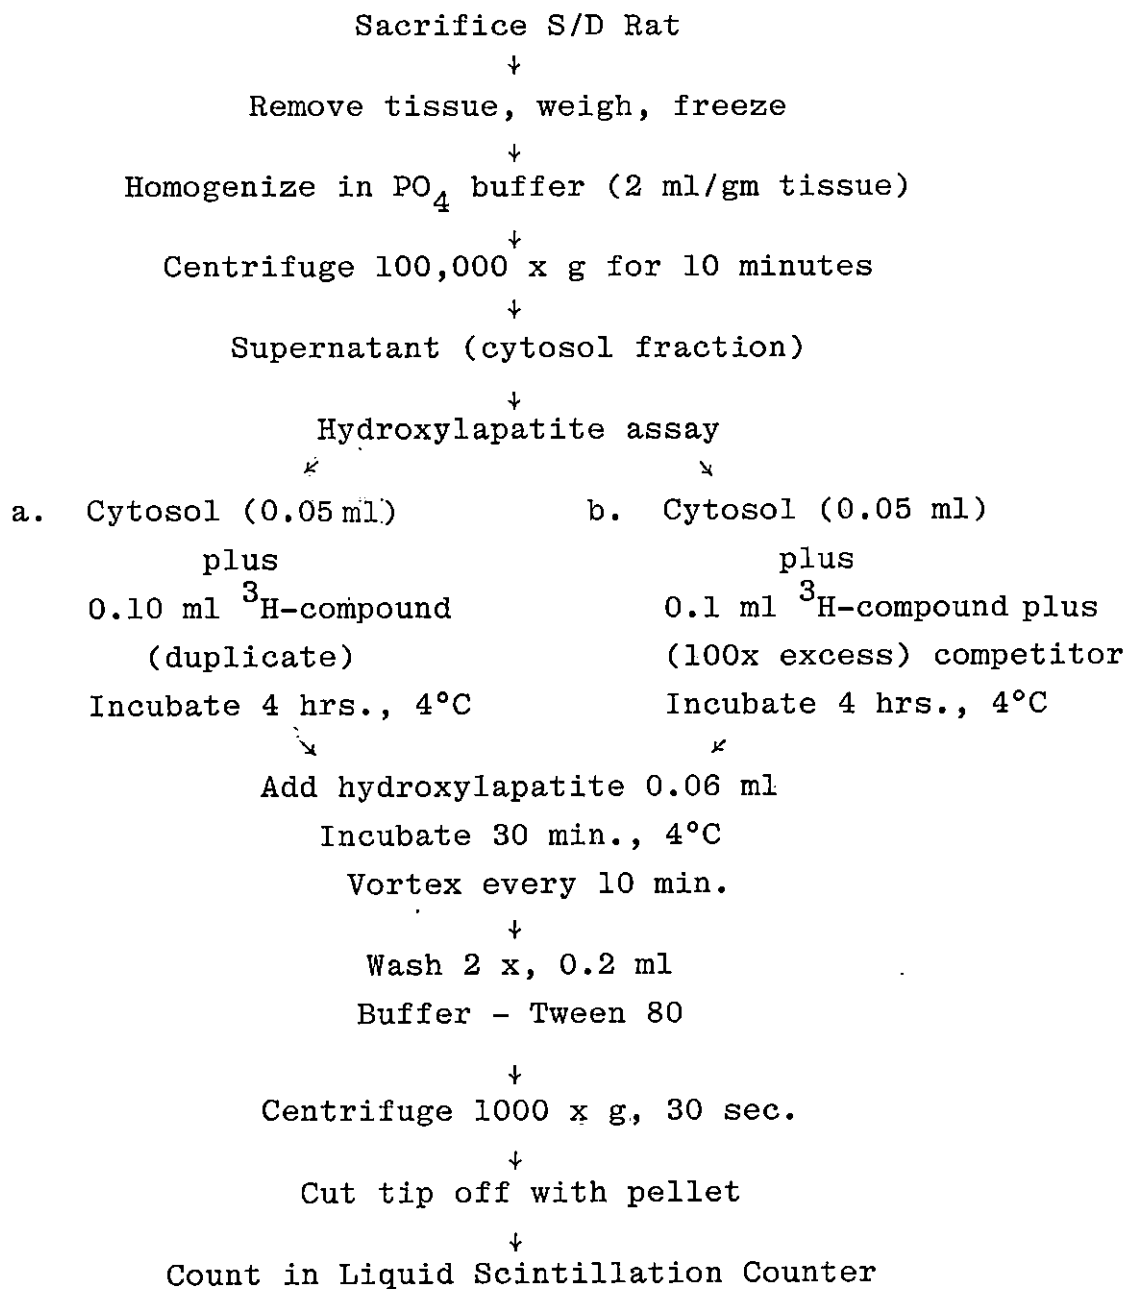 Sacrifice S/D Rat
↓
Remove tissue, weigh, freeze
↓
Homogenize in PO₄ buffer (2 ml/gm tissue)
↓
Centrifuge 100,000 x g for 10 minutes
↓
Supernatant (cytosol fraction)
↓
Hydroxylapatite assay
↙ ↘
a. Cytosol (0.05 ml) b. Cytosol (0.05 ml)
plus plus
0.10 ml ³H-compound 0.1 ml ³H-compound plus
(duplicate) (100x excess) competitor
Incubate 4 hrs., 4°C Incubate 4 hrs., 4°C
↘ ↙
Add hydroxylapatite 0.06 ml
Incubate 30 min., 4°C
Vortex every 10 min.
↓
Wash 2 x, 0.2 ml
Buffer - Tween 80
↓
Centrifuge 1000 x g, 30 sec.
↓
Cut tip off with pellet
↓
Count in Liquid Scintillation Counter